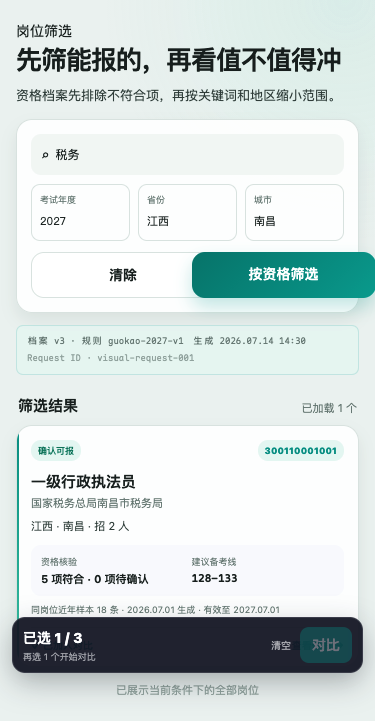 岗位筛选
先筛能报的，再看值不值得冲
资格档案先排除不符合项，再按关键词和地区缩小范围。
税务
考试年度
省份
城市
2027
江西
南昌
清除
按资格筛选
档案 v3 · 规则 guokao-2027-v1 生成 2026.07.14 14:30
Request ID · visual-request-001
筛选结果
已加载 1 个
确认可报
300110001001
一级行政执法员
国家税务总局南昌市税务局
江西 · 南昌 · 招 2 人
资格核验
建议备考线
5 项符合 · 0 项待确认
128–133
同岗位近年样本 18 条 · 2026.07.01 生成 · 有效至 2027.07.01
已选 1 / 3
再选 1 个开始对比
清空
对比
已展示当前条件下的全部岗位